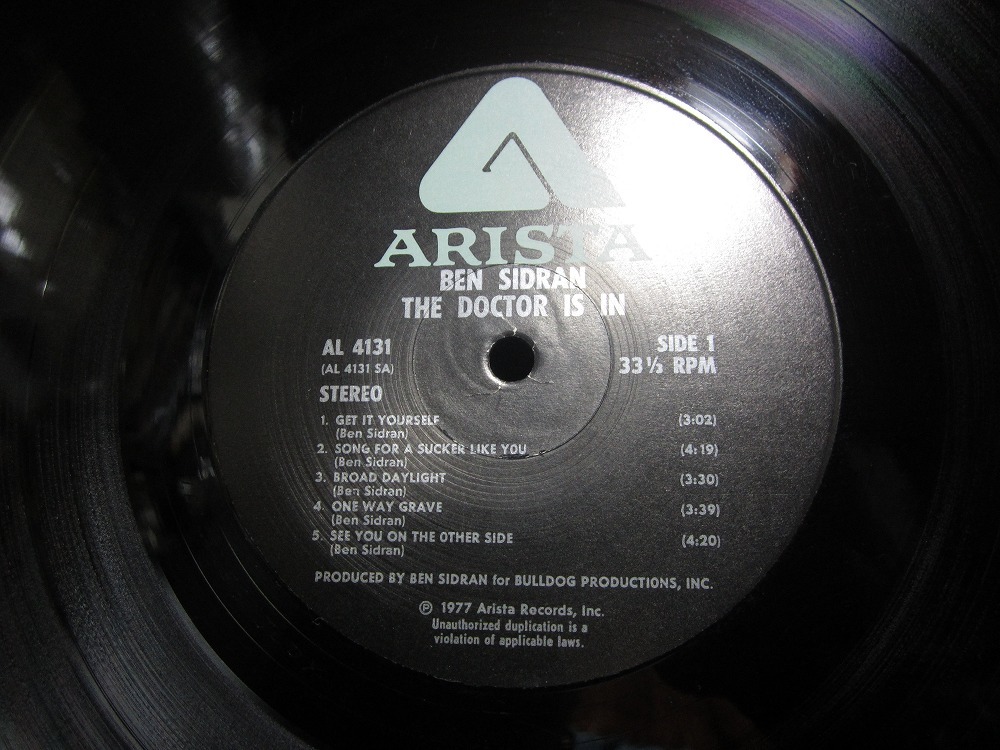 ARISTA
BEN SIDRAN
THE DOCTOR IS IN
AL 4131
(AL 4131 SA)
SIDE 1
33⅓ RPM
STEREO
1. GET IT YOURSELF (3:02)
(Ben Sidran)
2. SONG FOR A SUCKER LIKE YOU (4:19)
(Ben Sidran)
3. BROAD DAYLIGHT (3:30)
(Ben Sidran)
4. ONE WAY GRAVE (3:39)
(Ben Sidran)
5. SEE YOU ON THE OTHER SIDE (4:20)
(Ben Sidran)
PRODUCED BY BEN SIDRAN for BULLDOG PRODUCTIONS, INC.
℗ 1977 Arista Records, Inc.
Unauthorized duplication is a
violation of applicable laws.